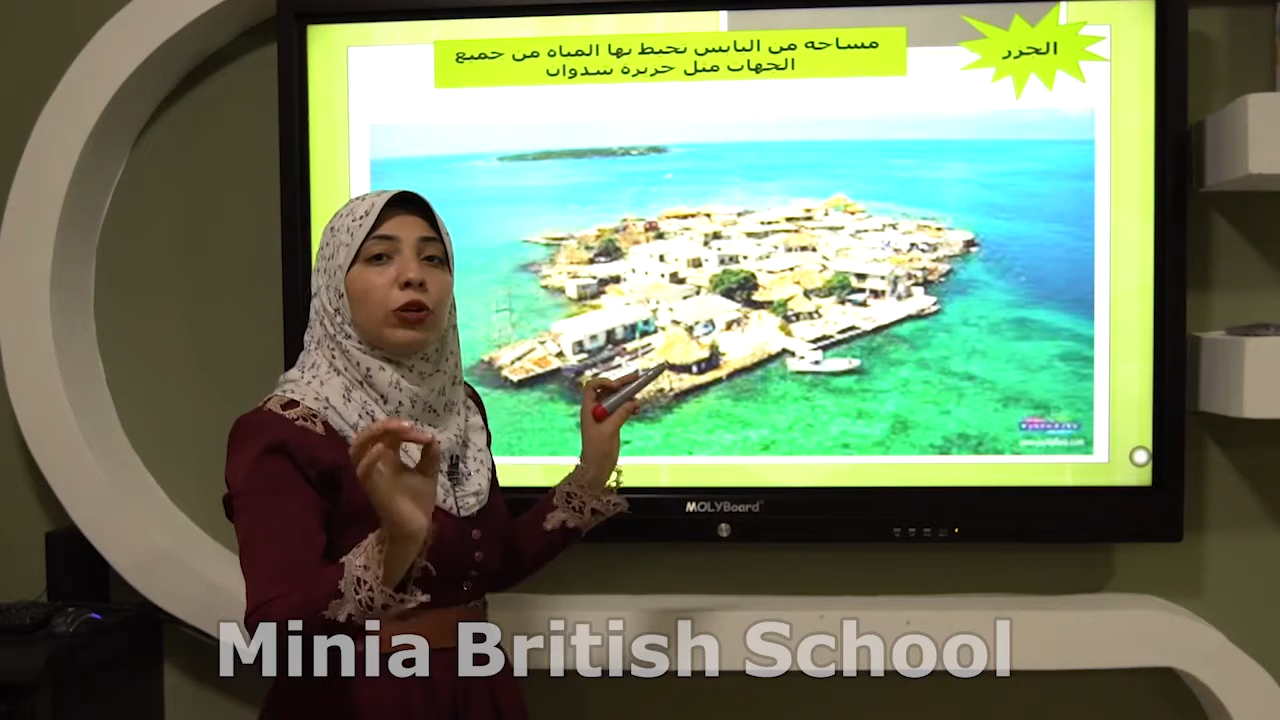 الجزر
مساحة من اليابس تحيط بها المياه من جميع
الجهات مثل جزيرة شدوان
MOLYBoard
Minia British School